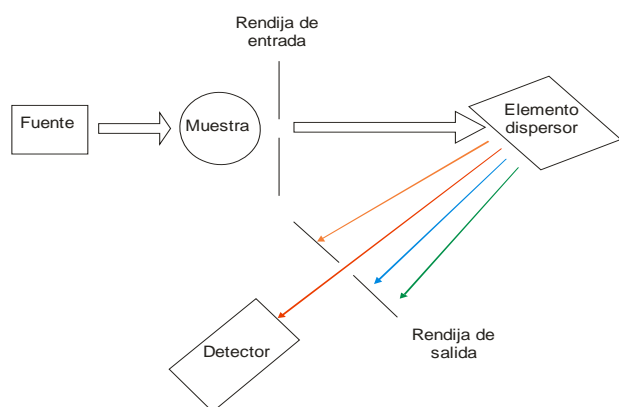 Rendija de
entrada
Fuente
Muestra
Elemento
dispersor
Detector
Rendija de
salida